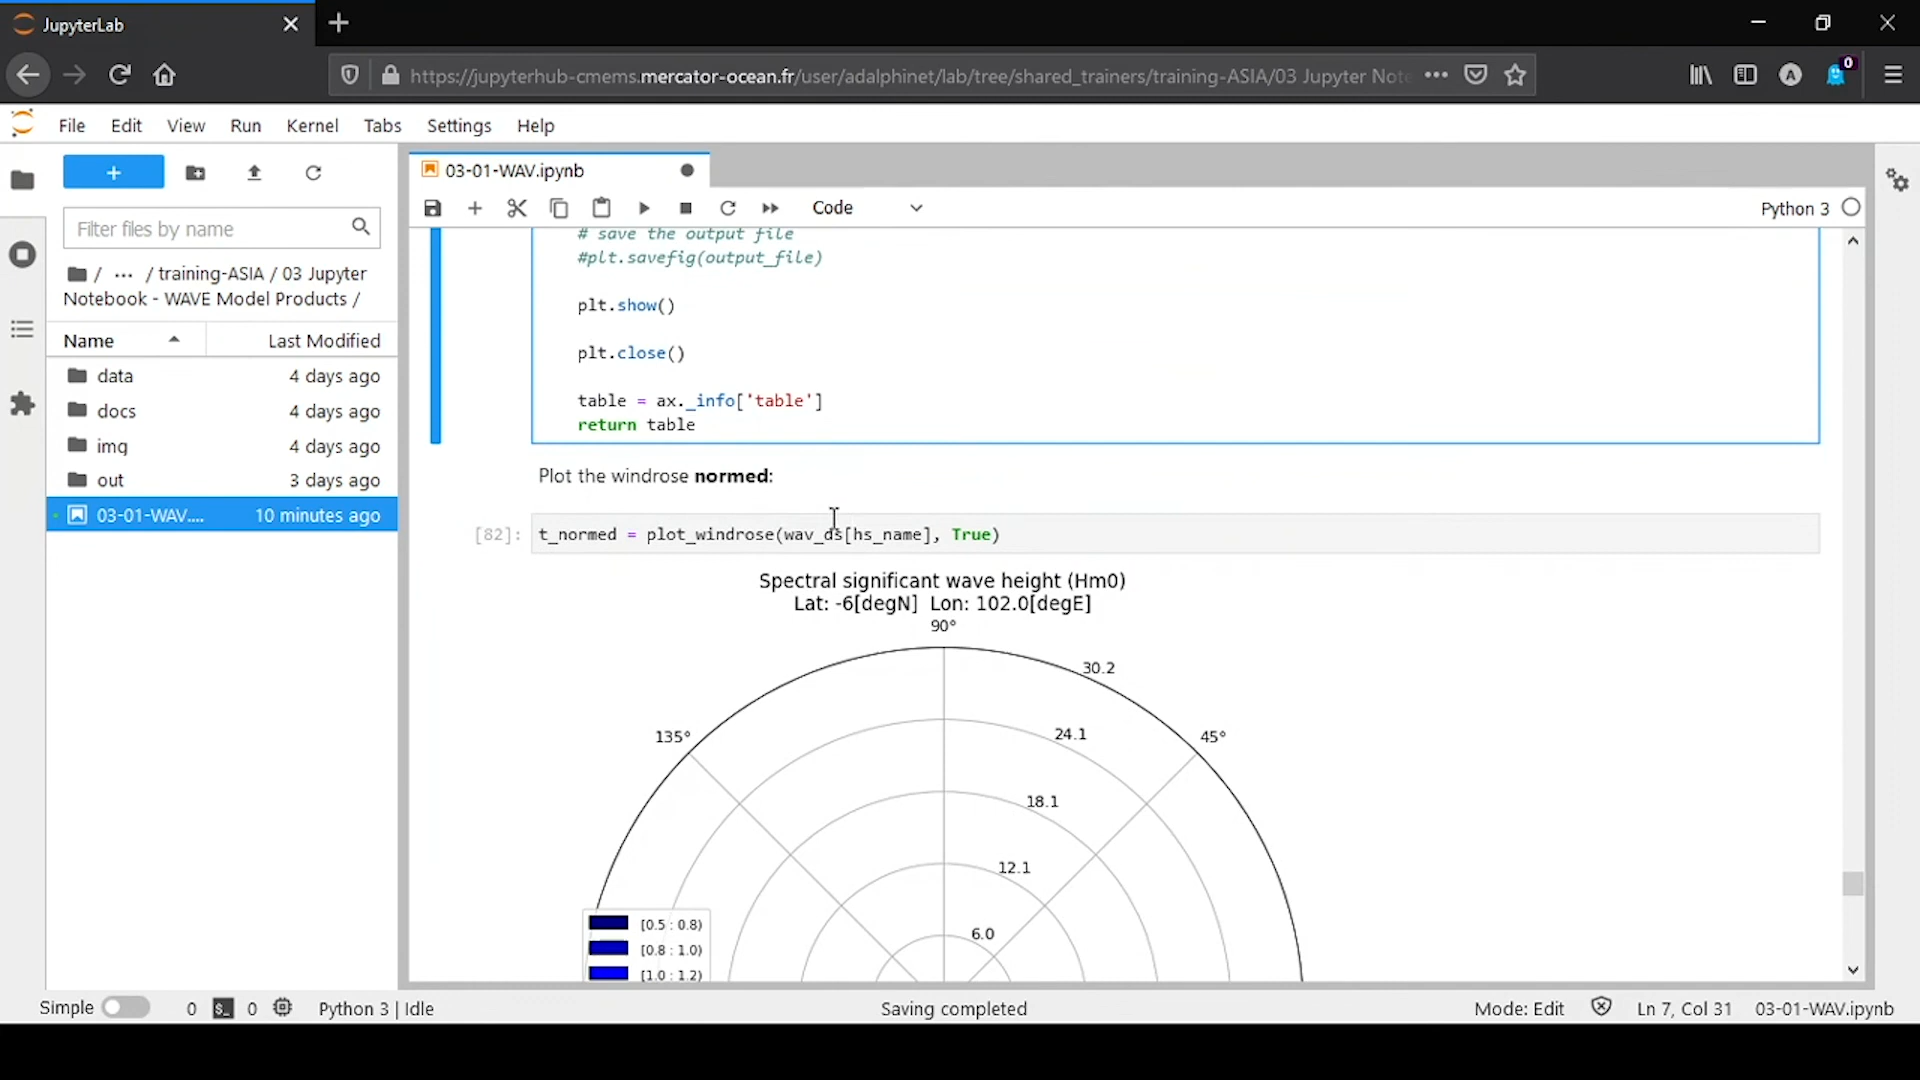 JupyterLab
https://jupyterhub-cmems.mercator-ocean.fr/user/adalphinet/lab/tree/shared_trainers/training-ASIA/03 Jupyter Note
A
0
File Edit View Run Kernel Tabs Settings Help
03-01-WAV.ipynb
Code
Python 3
Filter files by name
/ ... / training-ASIA / 03 Jupyter
Notebook - WAVE Model Products /
Name Last Modified
data 4 days ago
docs 4 days ago
img 4 days ago
out 3 days ago
03-01-WAV.... 10 minutes ago
# save the output file
#plt.savefig(output_file)
plt.show()
plt.close()
table = ax._info['table']
return table
Plot the windrose normed:
[82]: t_normed = plot_windrose(wav_ds[hs_name], True)
Spectral significant wave height (Hm0)
Lat: -6[degN] Lon: 102.0[degE]
90°
30.2
135°
24.1
45°
18.1
12.1
6.0
[0.5 : 0.8)
[0.8 : 1.0)
[1.0 : 1.2)
Simple 0 $_ 0 Python 3 | Idle Saving completed Mode: Edit Ln 7, Col 31 03-01-WAV.ipynb